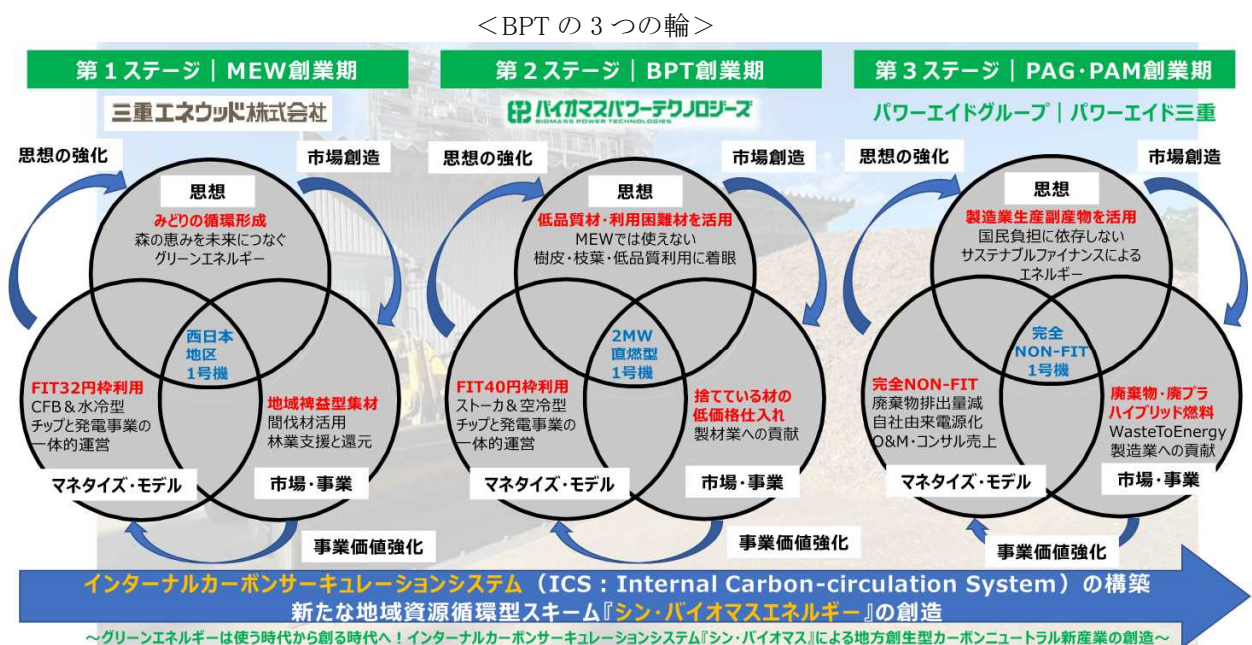 ＜BPT の 3 つの輪＞
第1ステージ｜MEW創業期
三重エネウッド株式会社
思想の強化
市場創造
思想
みどりの循環形成
森の恵みを未来につなぐ
グリーンエネルギー
西日本
地区
1号機
FIT32円枠利用
CFB＆水冷型
チップと発電事業の
一体的運営
マネタイズ・モデル
地域裨益型集材
間伐材活用
林業支援と還元
市場・事業
事業価値強化
第2ステージ｜BPT創業期
バイオマスパワーテクノロジーズ
BIOMASS POWER TECHNOLOGIES
思想の強化
市場創造
思想
低品質材・利用困難材を活用
MEWでは使えない
樹皮・枝葉・低品質利用に着眼
2MW
直燃型
1号機
FIT40円枠利用
ストーカ＆空冷型
チップと発電事業の
一体的運営
マネタイズ・モデル
捨てている材の
低価格仕入れ
製材業への貢献
市場・事業
事業価値強化
第3ステージ｜PAG・PAM創業期
パワーエイドグループ｜パワーエイド三重
思想の強化
市場創造
思想
製造業生産副産物を活用
国民負担に依存しない
サステナブルファイナンスによる
エネルギー
完全
NON-FIT
1号機
完全NON-FIT
廃棄物排出量減
自社由来電源化
O&M・コンサル売上
マネタイズ・モデル
廃棄物・廃プラ
ハイブリッド燃料
WasteToEnergy
製造業への貢献
市場・事業
事業価値強化
インターナルカーボンサーキュレーションシステム（ICS：Internal Carbon-circulation System）の構築
新たな地域資源循環型スキーム『シン・バイオマスエネルギー』の創造
～グリーンエネルギーは使う時代から創る時代へ！インターナルカーボンサーキュレーションシステム『シン・バイオマス』による地方創生型カーボンニュートラル新産業の創造～